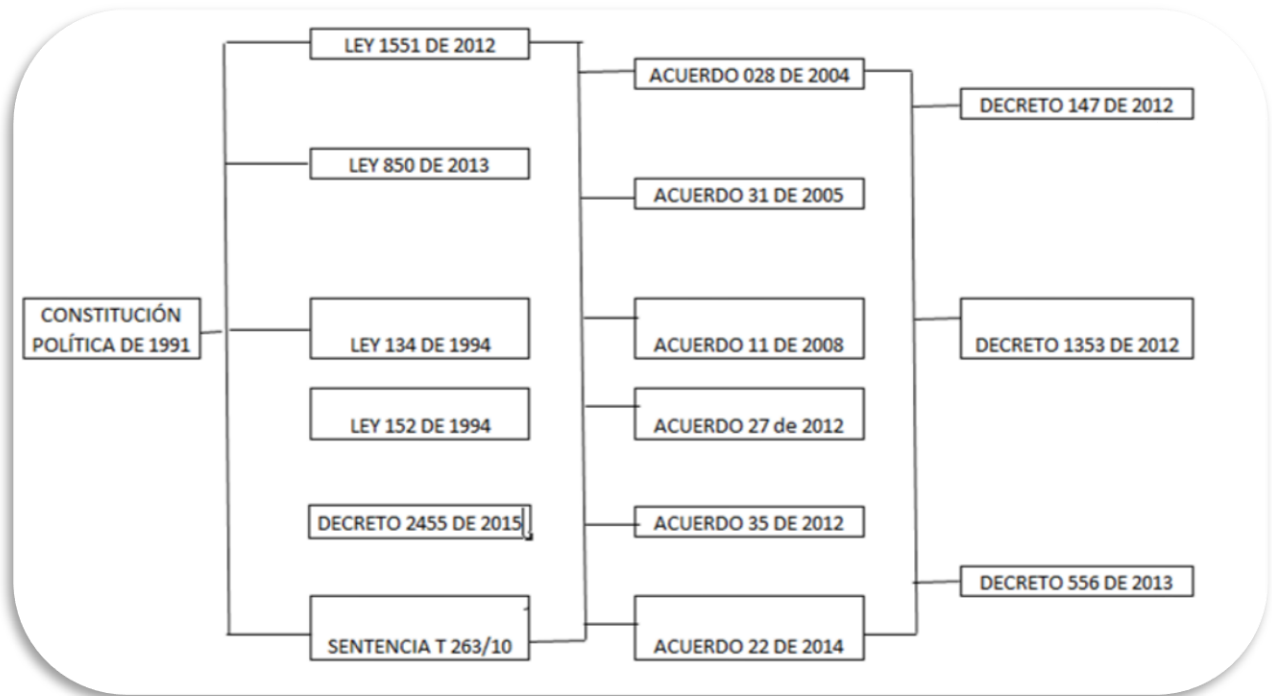 CONSTITUCIÓN
POLÍTICA DE 1991
LEY 1551 DE 2012
LEY 850 DE 2013
LEY 134 DE 1994
LEY 152 DE 1994
DECRETO 2455 DE 2015
SENTENCIA T 263/10
ACUERDO 028 DE 2004
ACUERDO 31 DE 2005
ACUERDO 11 DE 2008
ACUERDO 27 de 2012
ACUERDO 35 DE 2012
ACUERDO 22 DE 2014
DECRETO 147 DE 2012
DECRETO 1353 DE 2012
DECRETO 556 DE 2013